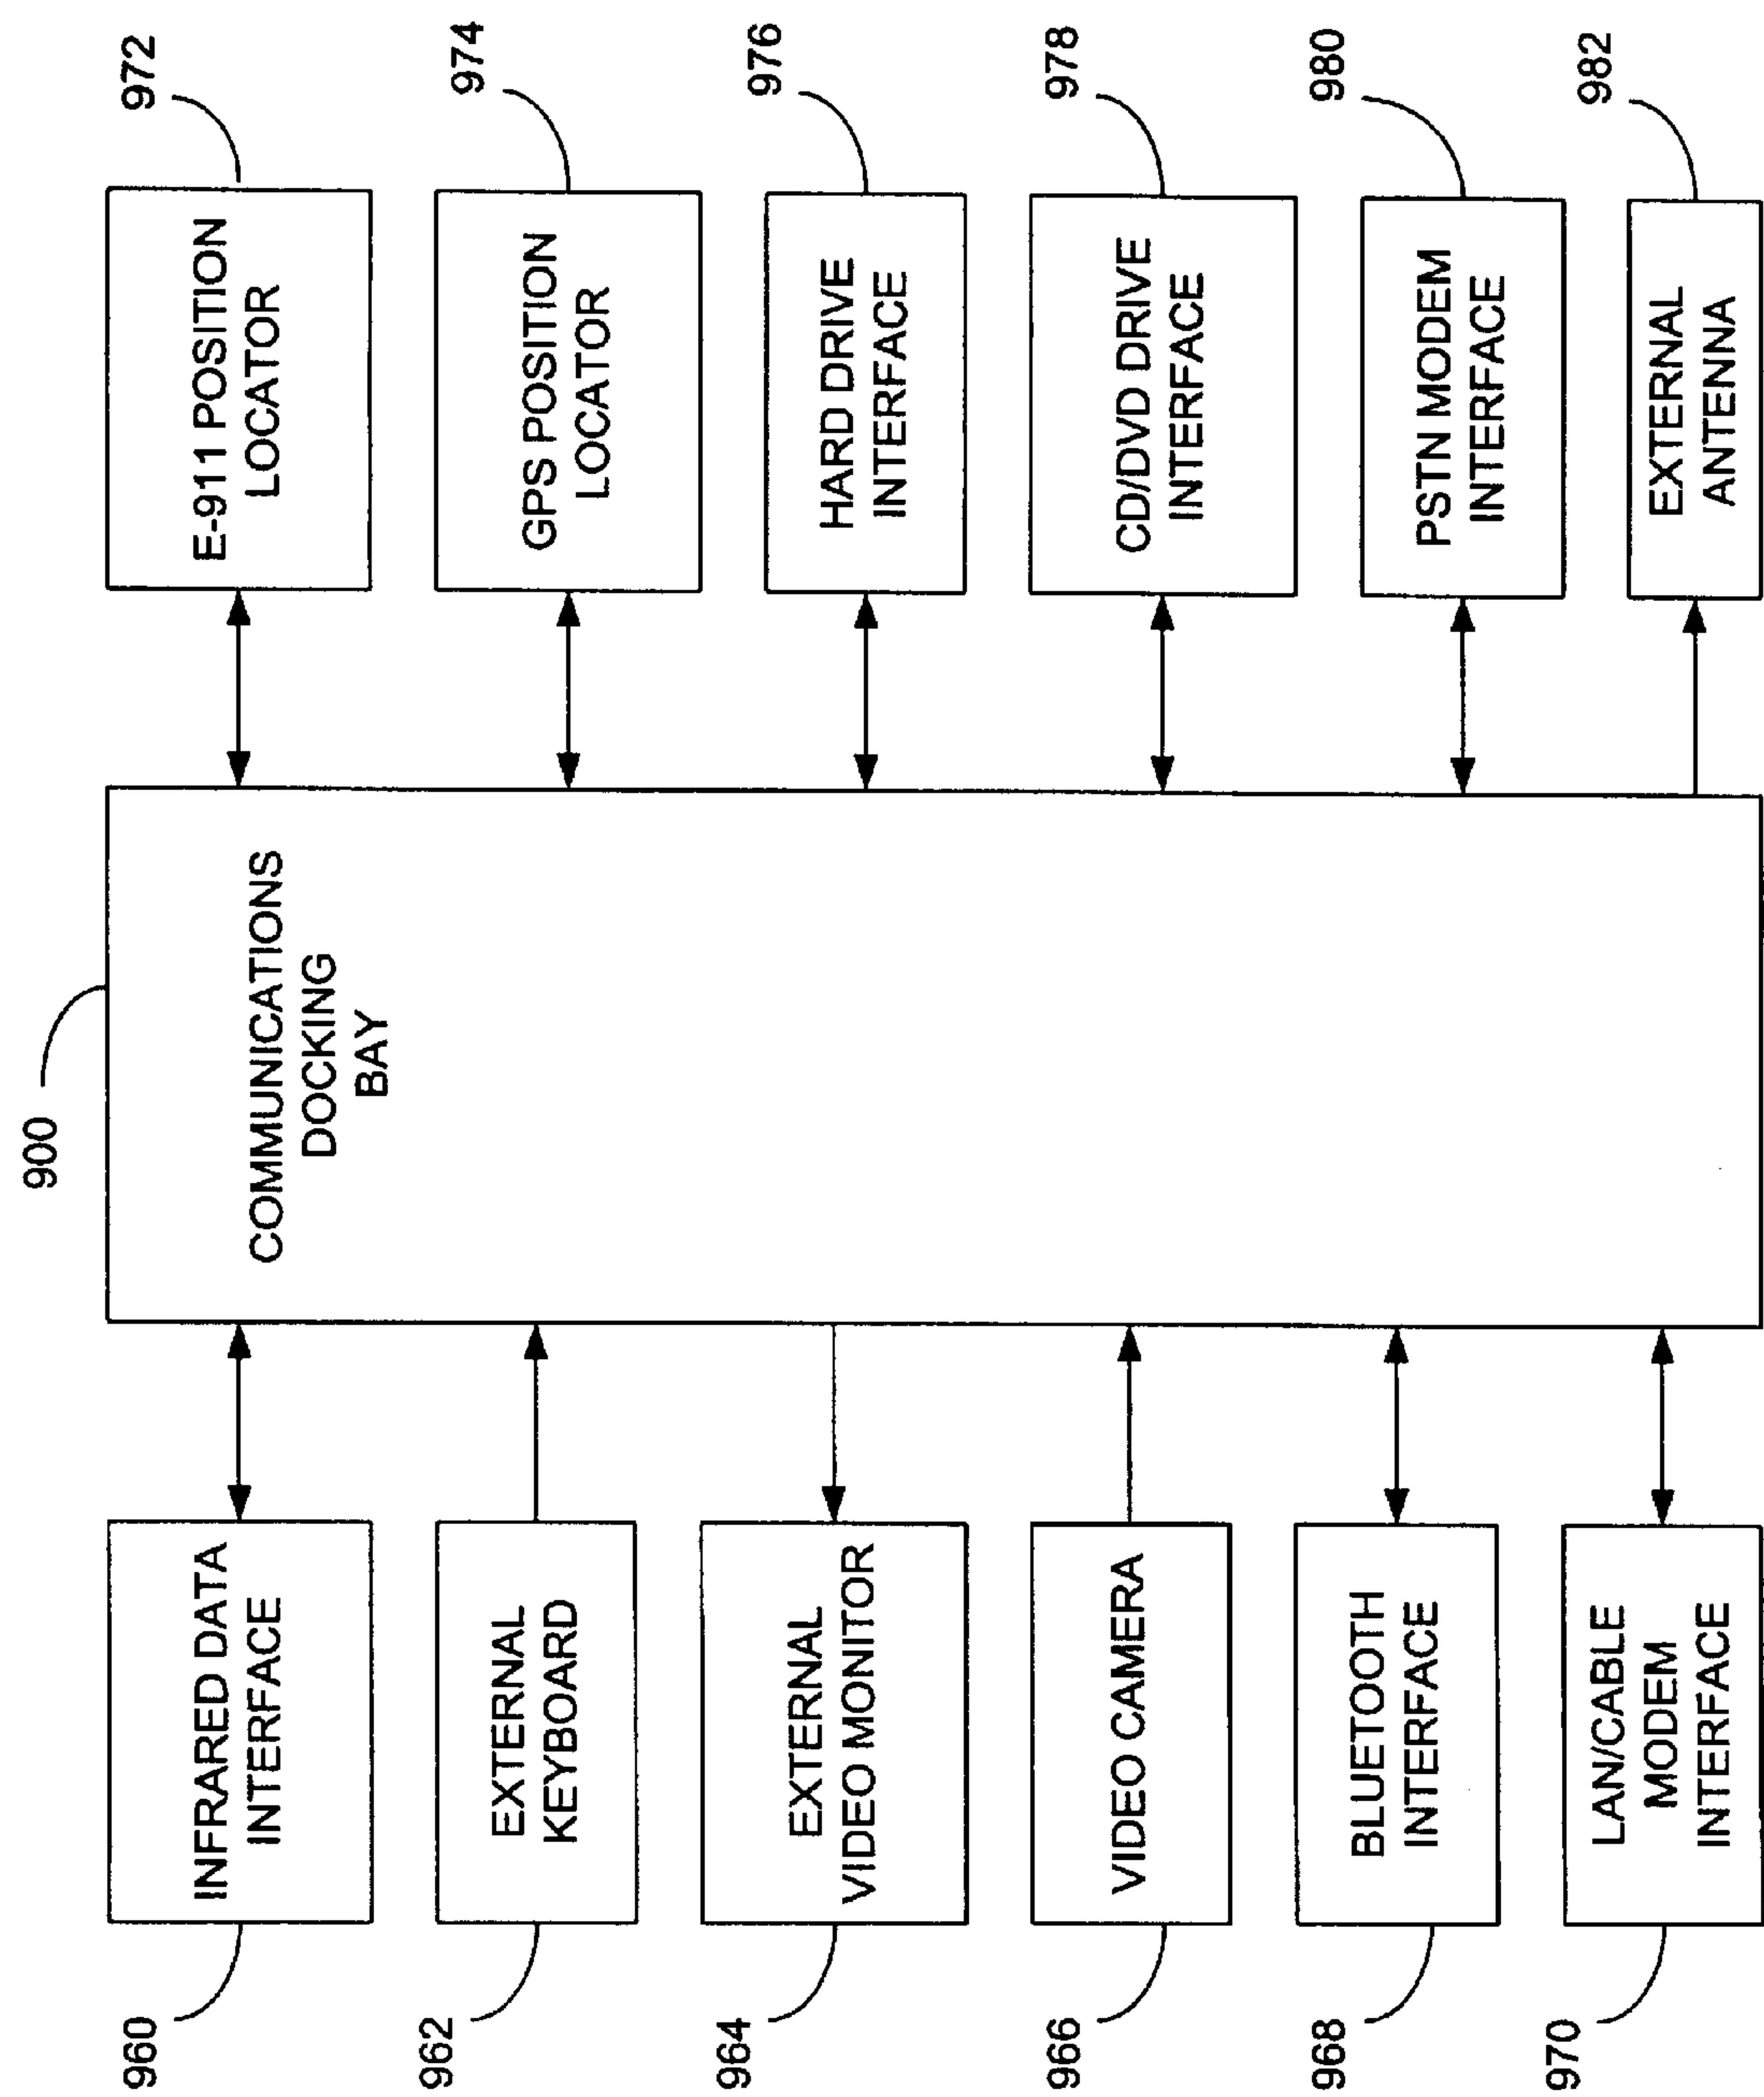 900
COMMUNICATIONS
DOCKING
BAY
960
INFRARED DATA
INTERFACE
962
EXTERNAL
KEYBOARD
964
EXTERNAL
VIDEO MONITOR
966
VIDEO CAMERA
968
BLUETOOTH
INTERFACE
970
LAN/CABLE
MODEM
INTERFACE
972
E-911 POSITION
LOCATOR
974
GPS POSITION
LOCATOR
976
HARD DRIVE
INTERFACE
978
CD/DVD DRIVE
INTERFACE
980
PSTN MODEM
INTERFACE
982
EXTERNAL
ANTENNA